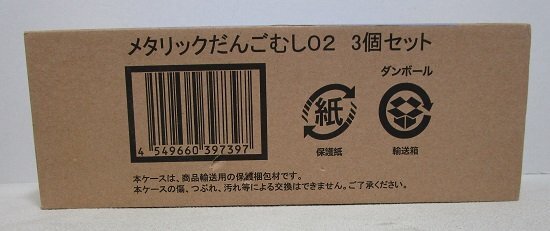 メタリックだんごむし02 3個セット
ダンボール
紙
保護紙
輸送箱
4 549660 397397
本ケースは、商品輸送用の保護梱包材です。
本ケースの傷、つぶれ、汚れ等による交換はできません。ご了承ください。